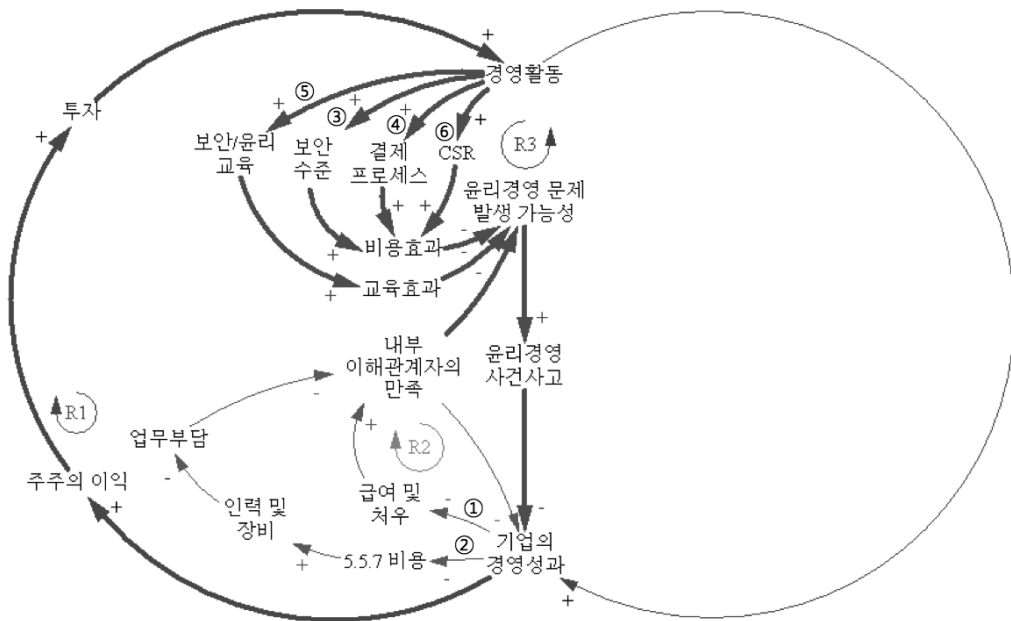 +
경영활동
⑤
+
③
+
④
+
⑥
+
투자
+
보안/윤리
교육
보안
수준
결제
프로세스
CSR
R3
윤리경영 문제
발생 가능성
+
+
-
+
비용효과
-
-
+
교육효과
+
내부
이해관계자의
만족
윤리경영
사건사고
-
R1
업무부담
+
R2
주주의 이익
-
+
인력 및
장비
급여 및
처우
-
①
-
-
기업의
경영성과
②
5.5.7 비용
+
-
+